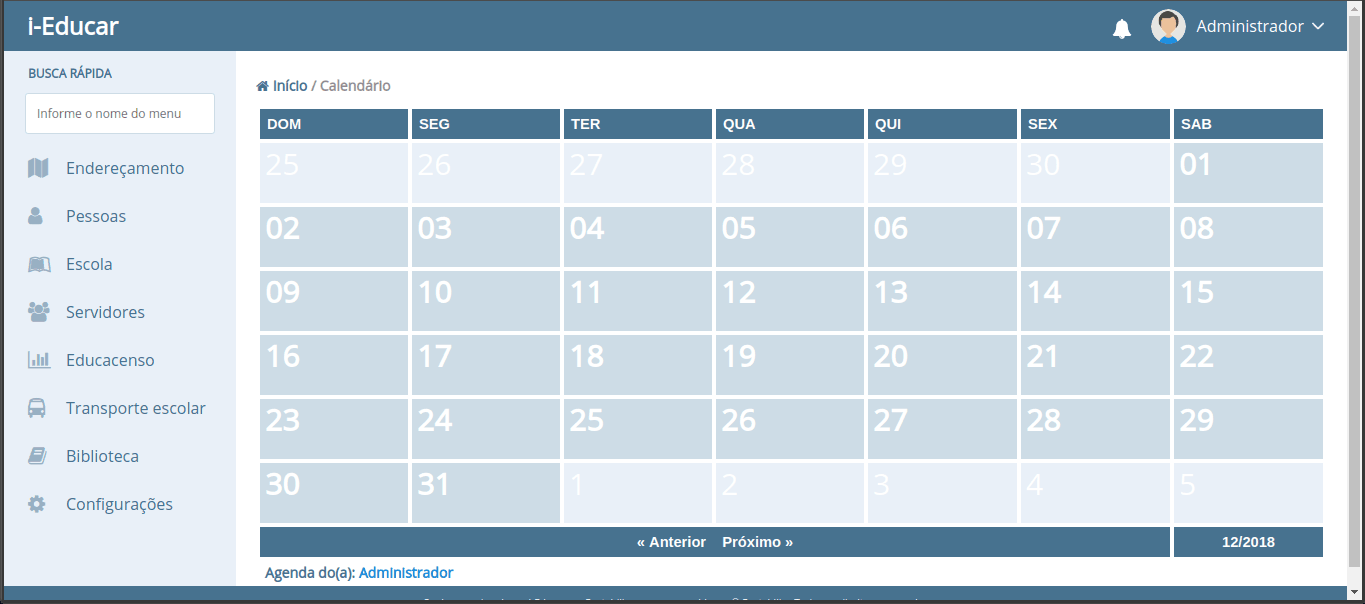 i-Educar
Administrador
BUSCA RÁPIDA
Informe o nome do menu
Endereçamento
Pessoas
Escola
Servidores
Educacenso
Transporte escolar
Biblioteca
Configurações
Início / Calendário
DOM SEG TER QUA QUI SEX SAB
25 26 27 28 29 30 01
02 03 04 05 06 07 08
09 10 11 12 13 14 15
16 17 18 19 20 21 22
23 24 25 26 27 28 29
30 31 1 2 3 4 5
« Anterior Próximo » 12/2018
Agenda do(a): Administrador